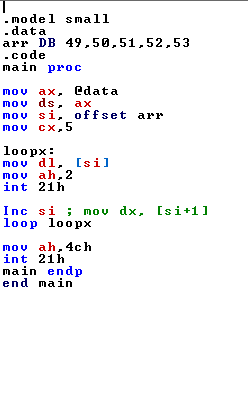 .model small
.data
arr DB 49,50,51,52,53
.code
main proc
mov ax, @data
mov ds, ax
mov si, offset arr
mov cx,5
loopx:
mov dl, [si]
mov ah,2
int 21h
Inc si ; mov dx, [si+1]
loop loopx
mov ah,4ch
int 21h
main endp
end main